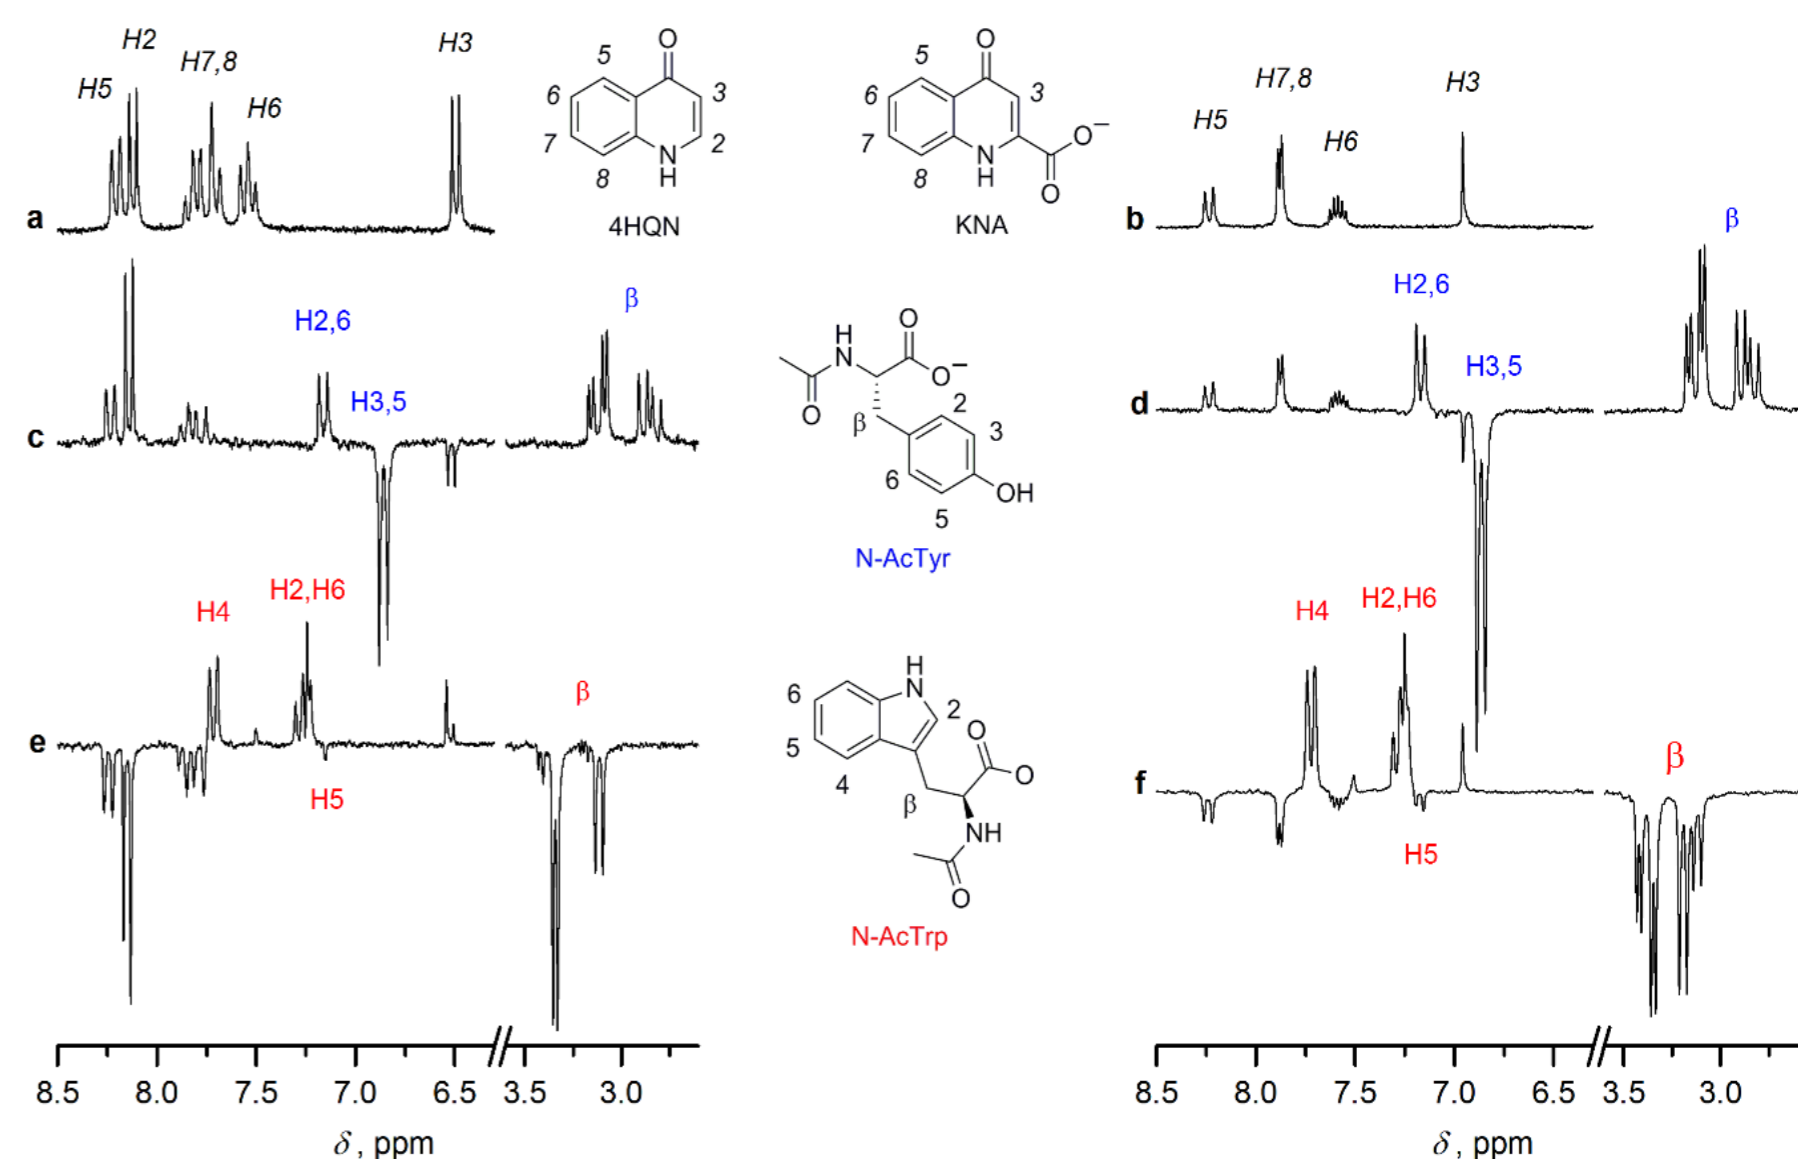 H2
H5
H7,8
H6
H3
O
5
6
7
8
3
2
N
H
4HQN
O
5
6
7
8
3
N
H
O−
O
KNA
H5
H7,8
H6
H3
a
b
β
H2,6
H3,5
β
c
H
N
O
O
O−
β
2
3
6
5
OH
N-AcTyr
H2,6
H3,5
d
H4
H2,H6
β
H5
e
H
N
6
5
4
2
O
O
β
NH
O
N-AcTrp
H4
H2,H6
β
H5
f
8.5 8.0 7.5 7.0 6.5 3.5 3.0
δ, ppm
8.5 8.0 7.5 7.0 6.5 3.5 3.0
δ, ppm